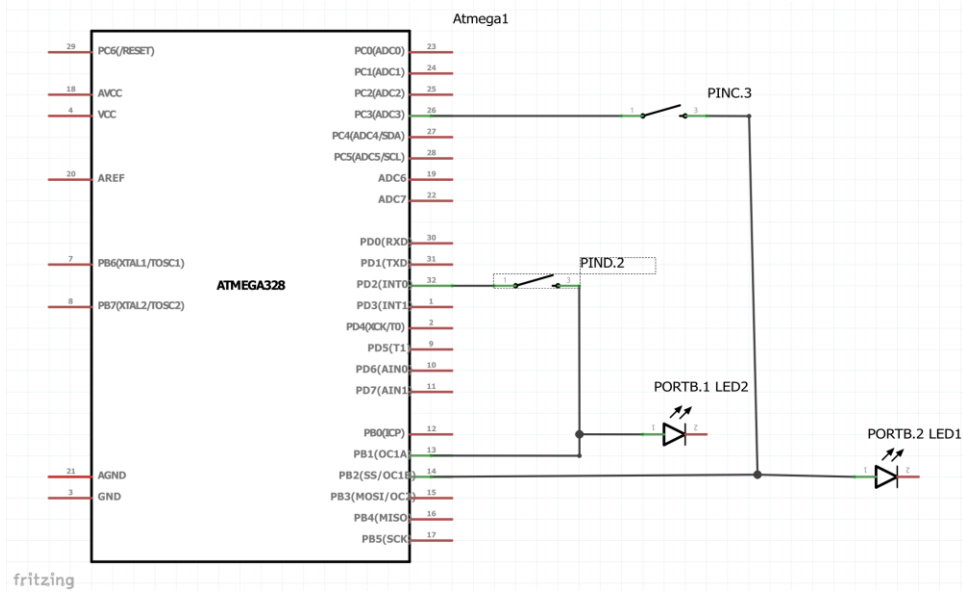 Atmega1
29 PC6(/RESET) PC0(ADC0) 23
PC1(ADC1) 24
18 AVCC PC2(ADC2) 25
PINC.3
4 VCC PC3(ADC3) 26 1 3
PC4(ADC4/SDA) 27
PC5(ADC5/SCL) 28
20 AREF ADC6 19
ADC7 22
PD0(RXD 30
7 PB6(XTAL1/TOSC1) PD1(TXD 31
PIND.2
ATMEGA328 PD2(INT0 32 1 3
8 PB7(XTAL2/TOSC2) PD3(INT1 1
PD4(XCK/T0) 2
PD5(T1 9
PD6(AIN0 10
PD7(AIN1 11
PORTB.1 LED2
PB0(ICP) 12 1 2
PORTB.2 LED1
PB1(OC1A 13
21 AGND PB2(SS/OC1B 14 1 2
3 GND PB3(MOSI/OC2 15
PB4(MISO 16
PB5(SCK 17
fritzing